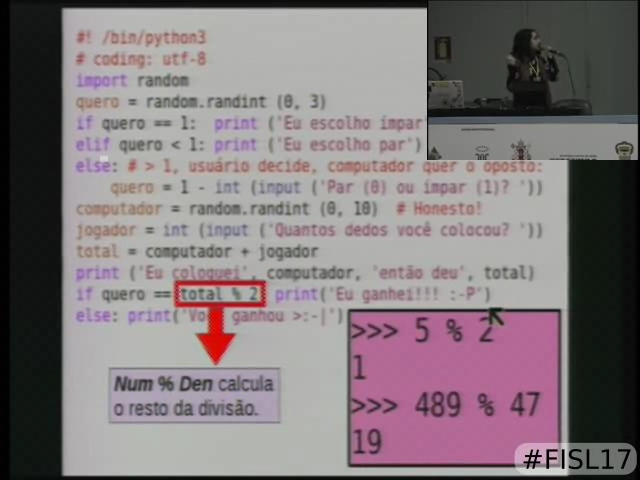 #! /bin/python3
# coding: utf-8
import random
quero = random.randint (0, 3)
if quero == 1:  print ('Eu escolho ímpar'
elif quero < 1: print ('Eu escolho par')
else: # > 1, usuário decide, computador quer o oposto:
quero = 1 - int (input ('Par (0) ou ímpar (1)? '))
computador = random.randint (0, 10)  # Honesto!
jogador = int (input ('Quantos dedos você colocou? '))
total = computador + jogador
print ('Eu coloquei', computador, 'então deu', total)
if quero == total % 2  print('Eu ganhei!!! :-P')
else: print('Você ganhou >:-|')
>>> 5 % 2
1
>>> 489 % 47
19
Num % Den calcula
o resto da divisão.
#FISL17